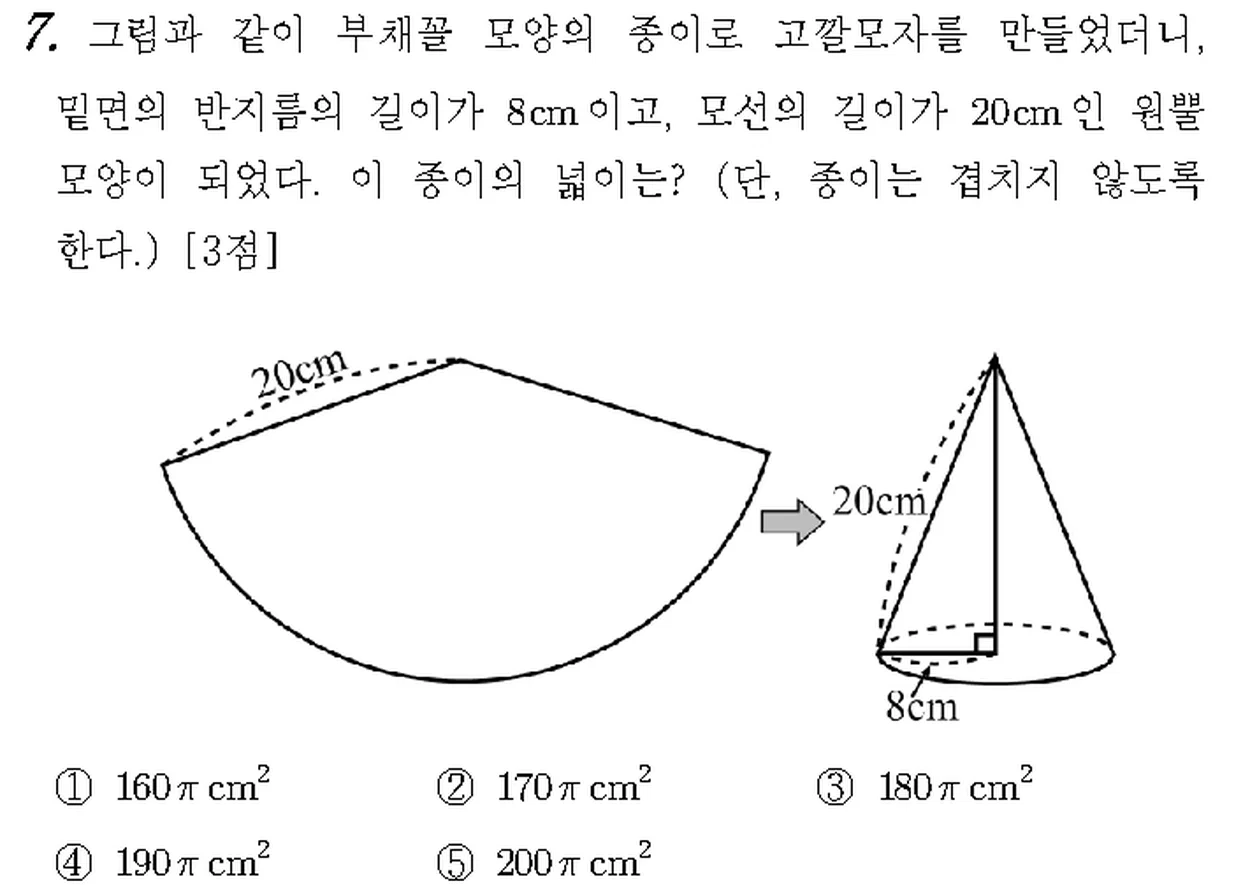 7. 그림과 같이 부채꼴 모양의 종이로 고깔모자를 만들었더니,
밑면의 반지름의 길이가 8cm이고, 모선의 길이가 20cm인 원뿔
모양이 되었다. 이 종이의 넓이는? (단, 종이는 겹치지 않도록
한다.) [3점]
20cm
20cm
8cm
① 160π cm² ② 170π cm² ③ 180π cm²
④ 190π cm² ⑤ 200π cm²